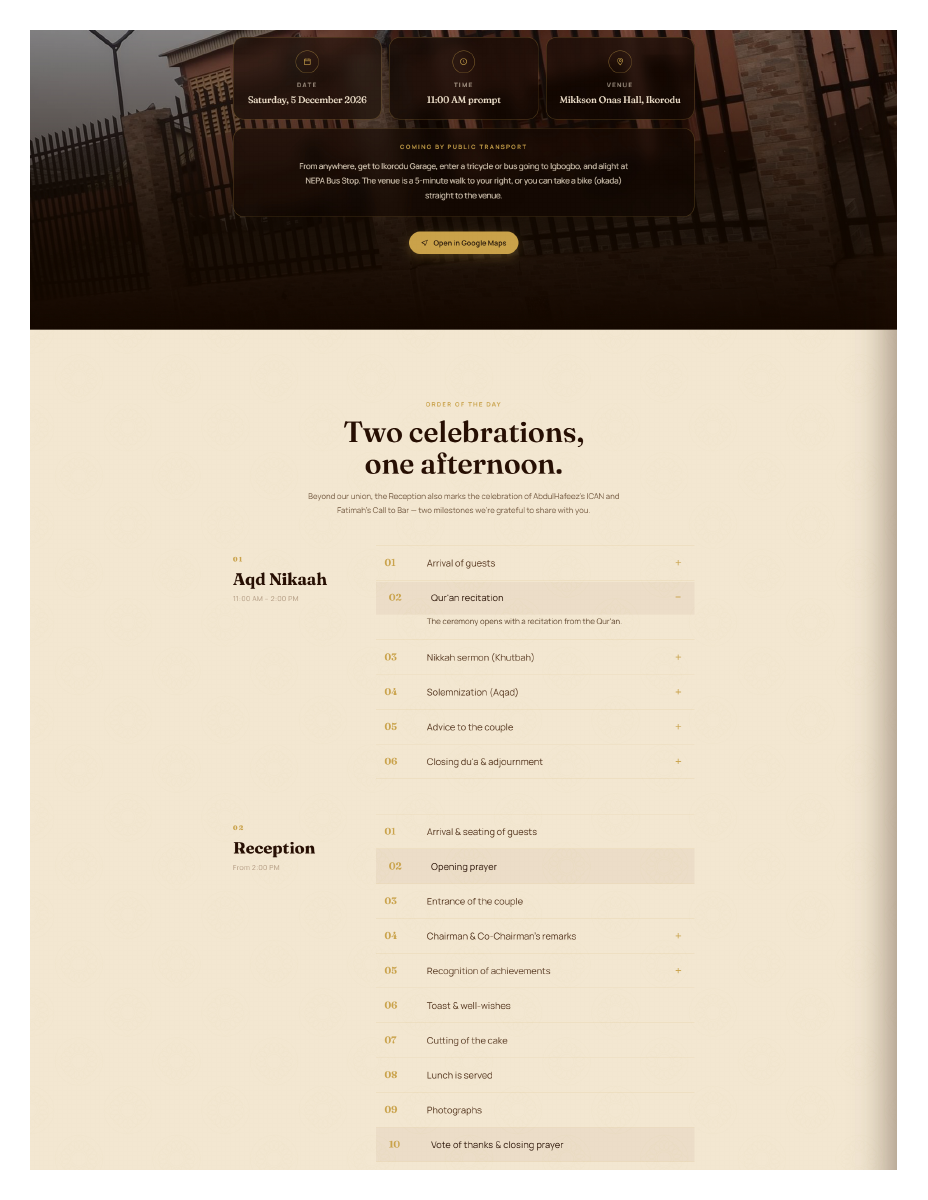 DATE
Saturday, 5 December 2026
TIME
11:00 AM prompt
VENUE
Mikkson Onas Hall, Ikorodu
COMING BY PUBLIC TRANSPORT
From anywhere, get to Ikorodu Garage, enter a tricycle or bus going to Igbogbo, and alight at
NEPA Bus Stop. The venue is a 5-minute walk to your right, or you can take a bike (okada)
straight to the venue.
Open in Google Maps
ORDER OF THE DAY
Two celebrations,
one afternoon.
Beyond our union, the Reception also marks the celebration of AbdulHafeez's ICAN and
Fatimah's Call to Bar — two milestones we're grateful to share with you.
01
Aqd Nikaah
11:00 AM – 2:00 PM
01 Arrival of guests +
02 Qur'an recitation −
The ceremony opens with a recitation from the Qur'an.
03 Nikkah sermon (Khutbah) +
04 Solemnization (Aqad) +
05 Advice to the couple +
06 Closing du'a & adjournment +
02
Reception
From 2:00 PM
01 Arrival & seating of guests
02 Opening prayer
03 Entrance of the couple
04 Chairman & Co-Chairman's remarks +
05 Recognition of achievements +
06 Toast & well-wishes
07 Cutting of the cake
08 Lunch is served
09 Photographs
10 Vote of thanks & closing prayer